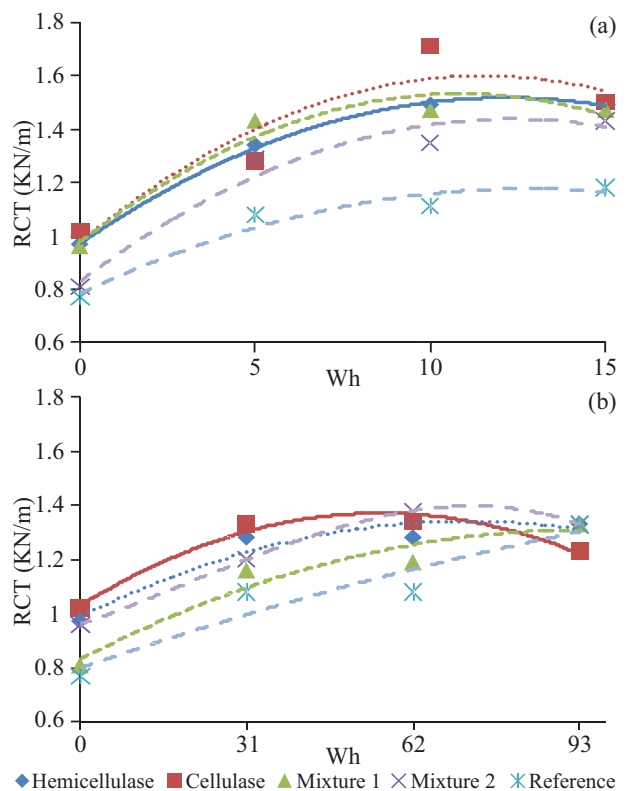 (a)
1.8
1.6
1.4
1.2
1
0.8
0.6
RCT (KN/m)
0 5 10 15
Wh
(b)
1.8
1.6
1.4
1.2
1
0.8
0.6
RCT (KN/m)
0 31 62 93
Wh
Hemicellulase Cellulase Mixture 1 Mixture 2 Reference